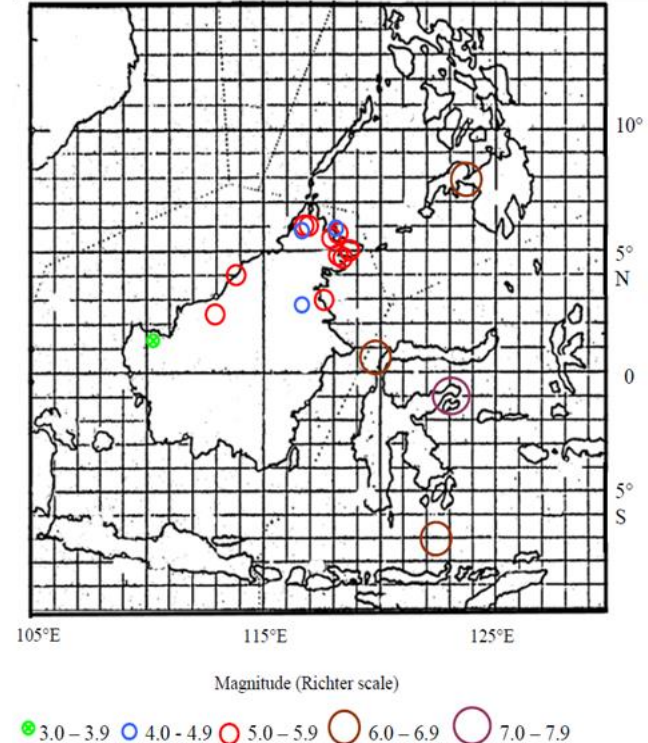 10°
5°
N
0
5°
S
105°E 115°E 125°E
Magnitude (Richter scale)
3.0 – 3.9 4.0 - 4.9 5.0 – 5.9 6.0 – 6.9 7.0 – 7.9